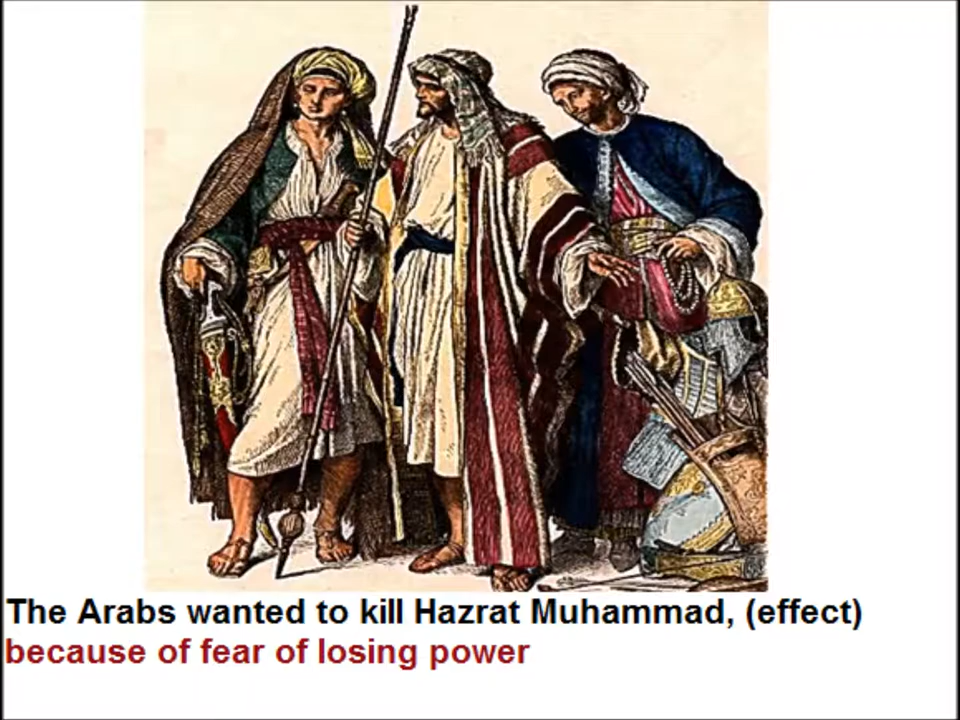 The Arabs wanted to kill Hazrat Muhammad, (effect)
because of fear of losing power